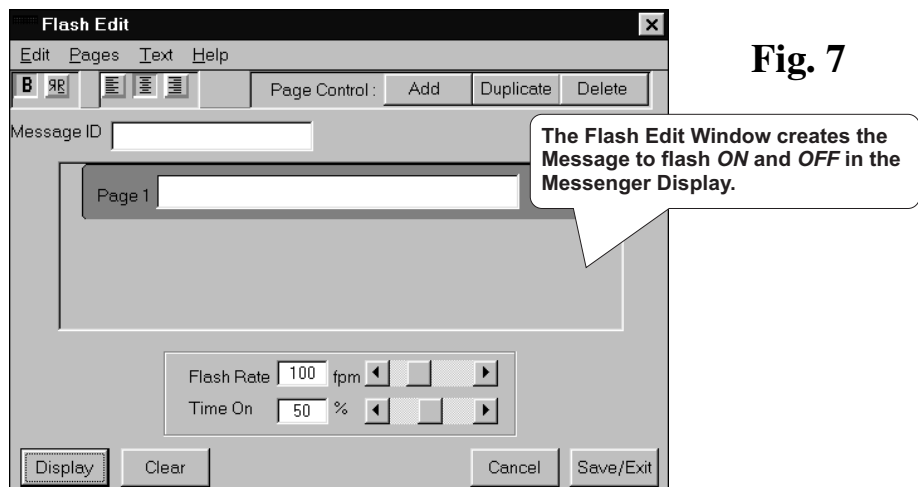 Flash Edit
Edit Pages Text Help
B
Page Control : Add Duplicate Delete
Fig. 7
Message ID
The Flash Edit Window creates the
Message to flash ON and OFF in the
Messenger Display.
Page 1
Flash Rate 100 fpm
Time On 50 %
Display Clear Cancel Save/Exit